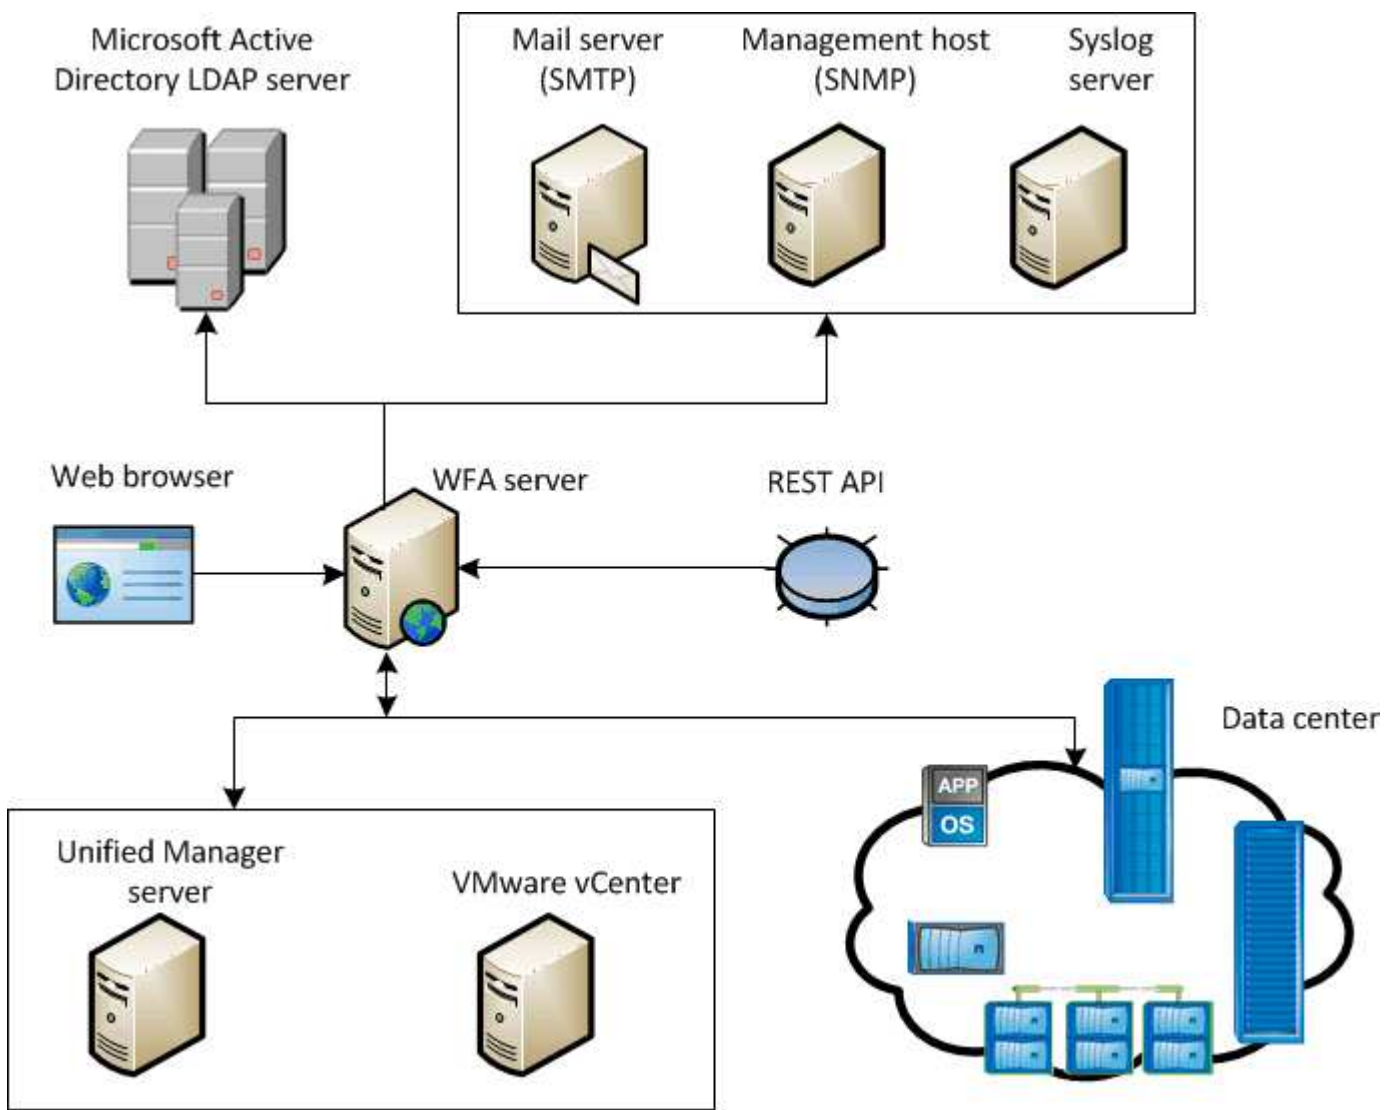 Microsoft Active
Directory LDAP server
Mail server
(SMTP)
Management host
(SNMP)
Syslog
server
Web browser
WFA server
REST API
Data center
APP
OS
Unified Manager
server
VMware vCenter